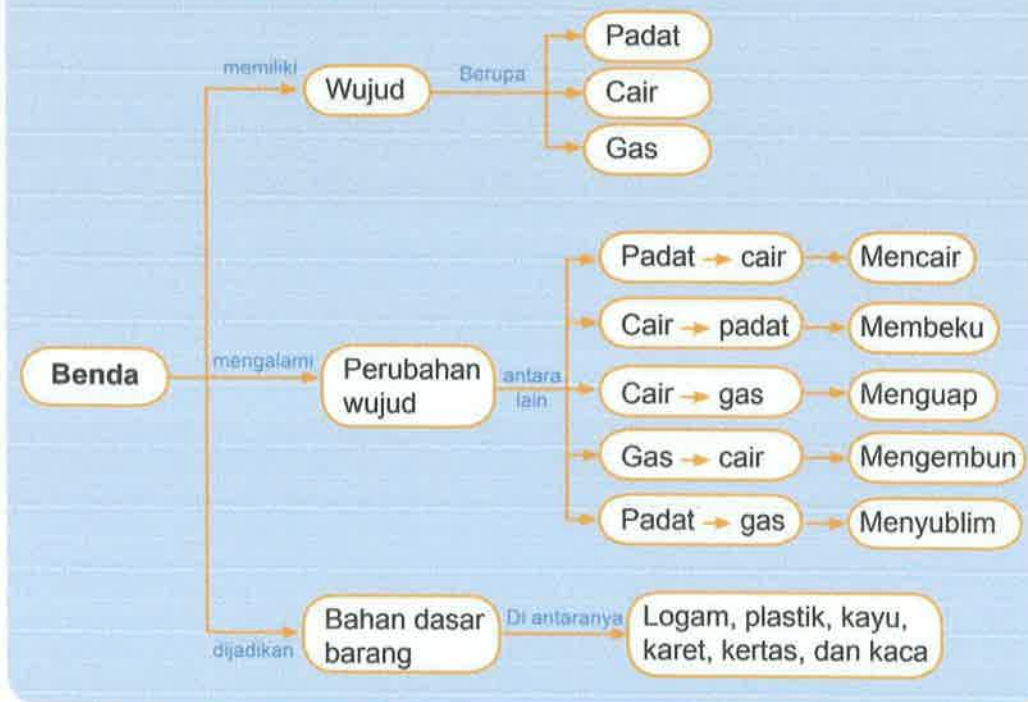 memiliki
Wujud
Berupa
Padat
Cair
Gas
Benda
mengalami
Perubahan
wujud
antara
lain
Padat → cair → Mencair
Cair → padat → Membeku
Cair → gas → Menguap
Gas → cair → Mengembun
Padat → gas → Menyublim
dijadikan
Bahan dasar
barang
Di antaranya
Logam, plastik, kayu,
karet, kertas, dan kaca